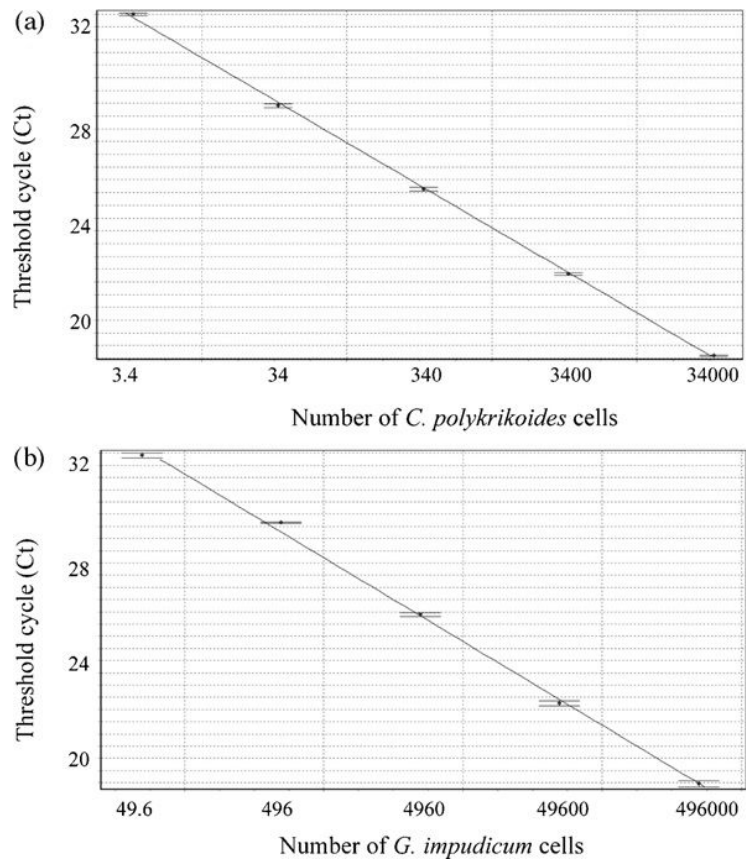 (a)
32
28
24
20
Threshold cycle (Ct)
3.4 34 340 3400 34000
Number of C. polykrikoides cells
(b)
32
28
24
20
Threshold cycle (Ct)
49.6 496 4960 49600 496000
Number of G. impudicum cells